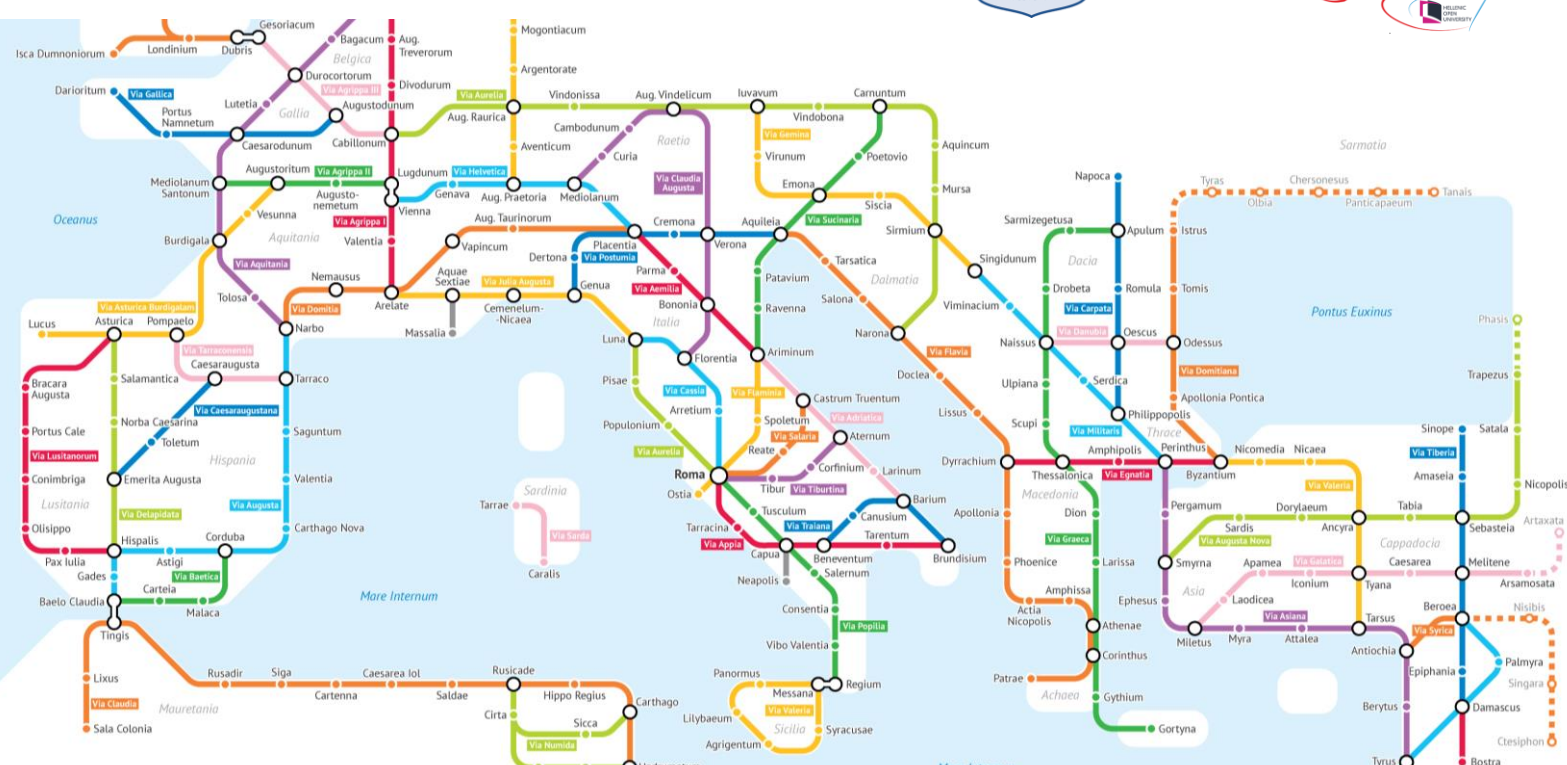 HELLENIC
OPEN
UNIVERSITY
Gesoriacum
Isca Dumnoniorum
Londinium
Dubris
Bagacum
Aug.
Treverorum
Mogontiacum
Belgica
Durocortorum
Argentorate
Darioritum
Via Gallica
Via Agrippa III
Divodurum
Lutetia
Gallia
Augustodunum
Via Aurelia
Vindonissa
Aug. Vindelicum
Iuvavum
Carnuntum
Portus
Namnetum
Caesarodunum
Cabillonum
Aug. Raurica
Cambodunum
Raetia
Via Gemina
Vindobona
Aventicum
Curia
Virunum
Poetovio
Aquincum
Sarmatia
Mediolanum
Santonum
Augustoritum
Via Agrippa II
Augusto-
nemetum
Lugdunum
Via Helvetica
Genava
Aug. Praetoria
Mediolanum
Via Claudia
Augusta
Emona
Siscia
Mursa
Napoca
Tyras
Olbia
Chersonesus
Panticapaeum
Tanais
Vienna
Oceanus
Vesunna
Via Agrippa I
Aug. Taurinorum
Cremona
Aquileia
Via Sucinaria
Sarmizegetusa
Apulum
Istrus
Burdigala
Aquitania
Valentia
Vapincum
Placentia
Verona
Sirmium
Via Aquitania
Dertona
Via Postumia
Tarsatica
Dacia
Nemausus
Aquae
Sextiae
Via Julia Augusta
Parma
Patavium
Dalmatia
Singidunum
Tolosa
Via Aemilia
Salona
Drobeta
Romula
Tomis
Via Asturica Burdigalam
Via Domitia
Arelate
Cemenelum-
-Nicaea
Genua
Bononia
Ravenna
Viminacium
Via Carpata
Pontus Euxinus
Lucus
Asturica
Pompaelo
Narbo
Massalia
Italia
Narona
Via Danubia
Oescus
Phasis
Via Tarraconensis
Luna
Florentia
Ariminum
Via Flavia
Naissus
Odessus
Caesaraugusta
Bracara
Augusta
Salamantica
Tarraco
Pisae
Via Cassia
Via Flaminia
Doclea
Ulpiana
Serdica
Via Domitiana
Trapezus
Via Caesaraugustana
Arretium
Castrum Truentum
Lissus
Philippopolis
Apollonia Pontica
Norba Caesarina
Populonium
Spoletum
Via Adriatica
Scupi
Via Militaris
Thrace
Portus Cale
Toletum
Saguntum
Via Salaria
Aternum
Sinope
Satala
Via Lusitanorum
Hispania
Via Aurelia
Reate
Dyrrachium
Amphipolis
Perinthus
Nicomedia
Nicaea
Via Tiberia
Conimbriga
Emerita Augusta
Valentia
Roma
Corfinium
Larinum
Thessalonica
Via Egnatia
Byzantium
Amaseia
Lusitania
Sardinia
Ostia
Tibur
Via Tiburtina
Macedonia
Via Valeria
Nicopolis
Via Augusta
Tarrae
Barium
Pergamum
Dorylaeum
Tabia
Via Delapidata
Tusculum
Apollonia
Dion
Olisippo
Carthago Nova
Tarracina
Via Traiana
Canusium
Sardis
Ancyra
Sebasteia
Artaxata
Hispalis
Corduba
Via Sarda
Via Appia
Capua
Tarentum
Via Graeca
Via Augusta Nova
Cappadocia
Pax Iulia
Astigi
Beneventum
Brundisium
Phoenice
Larissa
Smyrna
Apamea
Via Galatica
Caesarea
Melitene
Gades
Via Baetica
Caralis
Neapolis
Salernum
Iconium
Tyana
Arsamosata
Baelo Claudia
Carteia
Malaca
Mare Internum
Consentia
Amphissa
Ephesus
Asia
Laodicea
Beroea
Nisibis
Actia
Nicopolis
Via Popilia
Athenae
Via Asiana
Tarsus
Via Syrica
Tingis
Miletus
Myra
Attalea
Antiochia
Vibo Valentia
Corinthus
Palmyra
Lixus
Rusadir
Siga
Caesarea Iol
Rusicade
Panormus
Patrae
Epiphania
Cartenna
Saldae
Hippo Regius
Messana
Regium
Achaea
Gythium
Singara
Via Claudia
Mauretania
Carthago
Via Valeria
Berytus
Damascus
Sala Colonia
Cirta
Sicca
Lilybaeum
Sicilia
Syracusae
Gortyna
Via Numida
Agrigentum
Ctesiphon
Tyrus
Bostra